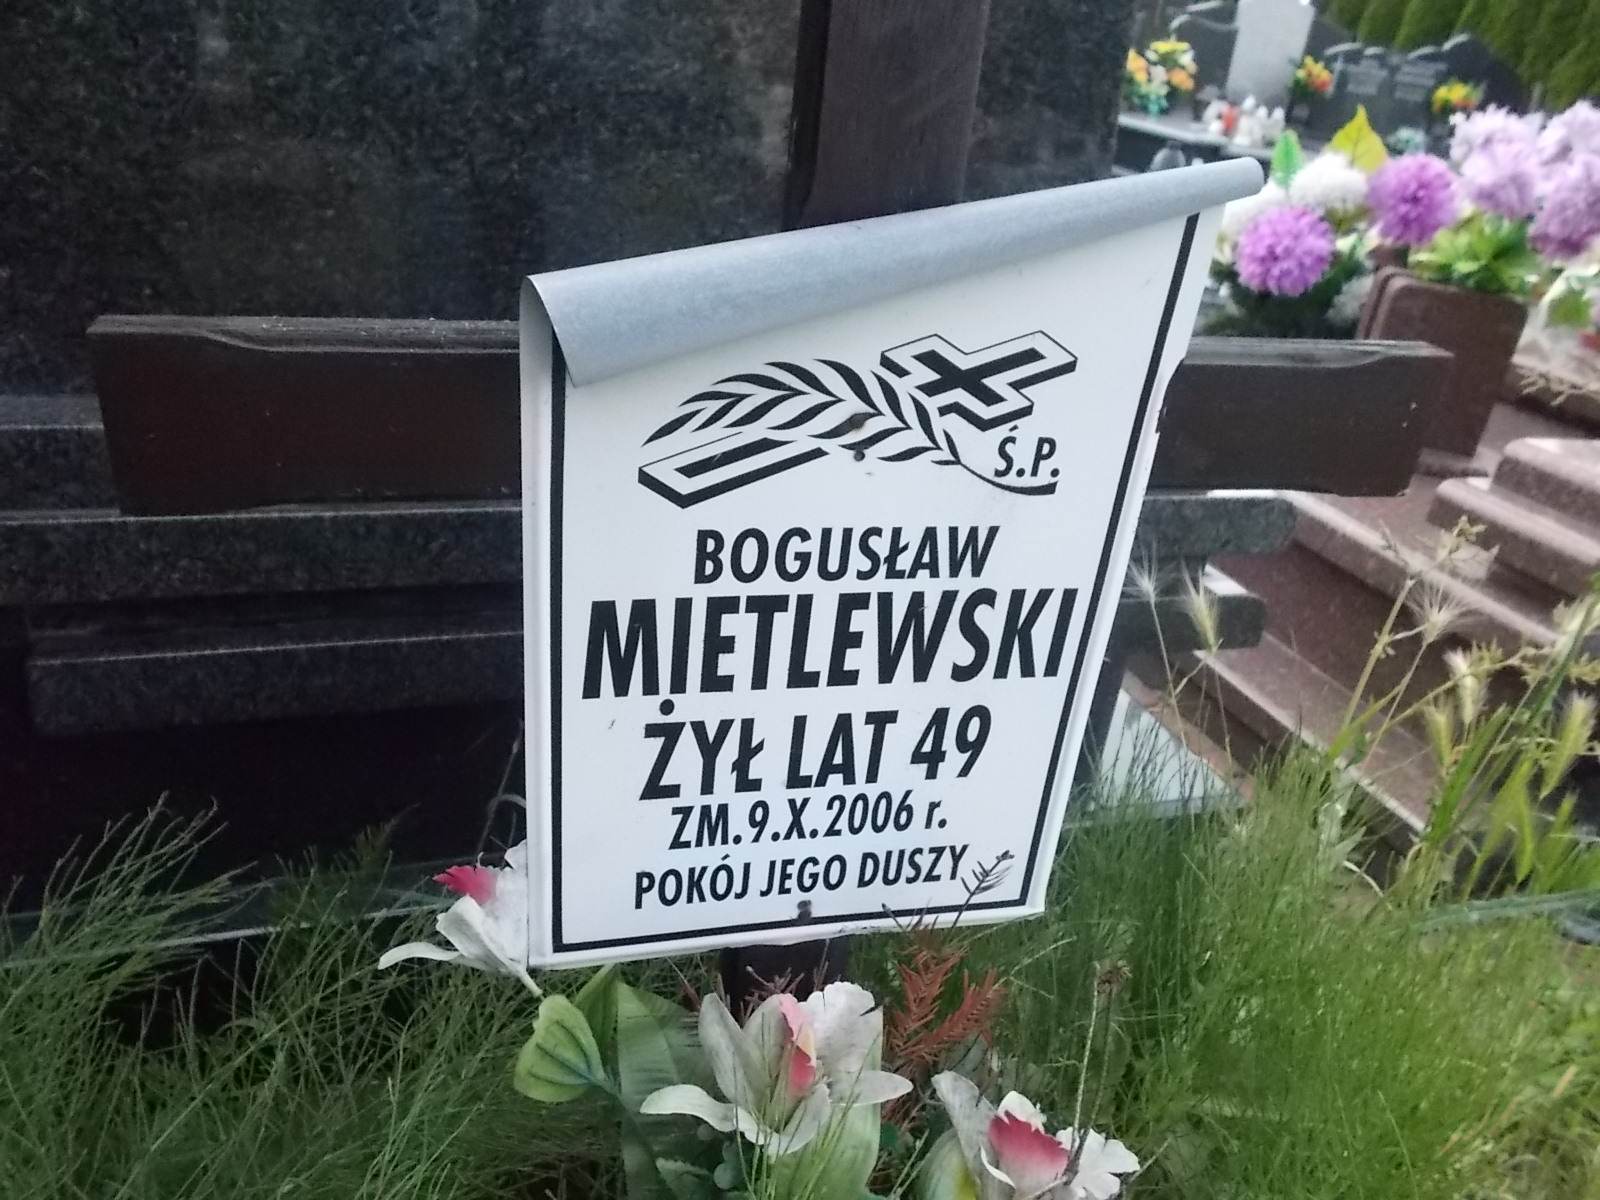 Ś.P.
BOGUSŁAW
MIETLEWSKI
ŻYŁ LAT 49
ZM.9.X.2006 r.
POKÓJ JEGO DUSZY